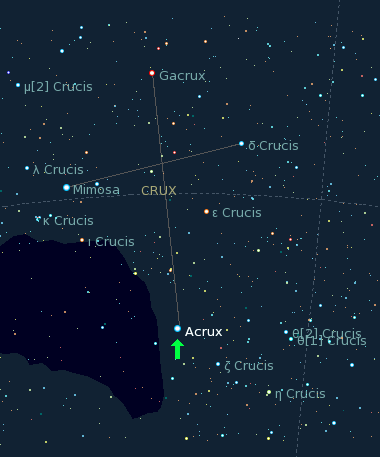 Gacrux
μ[2] Crucis
δ Crucis
λ Crucis
Mimosa
CRUX
ε Crucis
κ Crucis
ι Crucis
Acrux
θ[2] Crucis
θ[1] Crucis
ζ Crucis
η Crucis